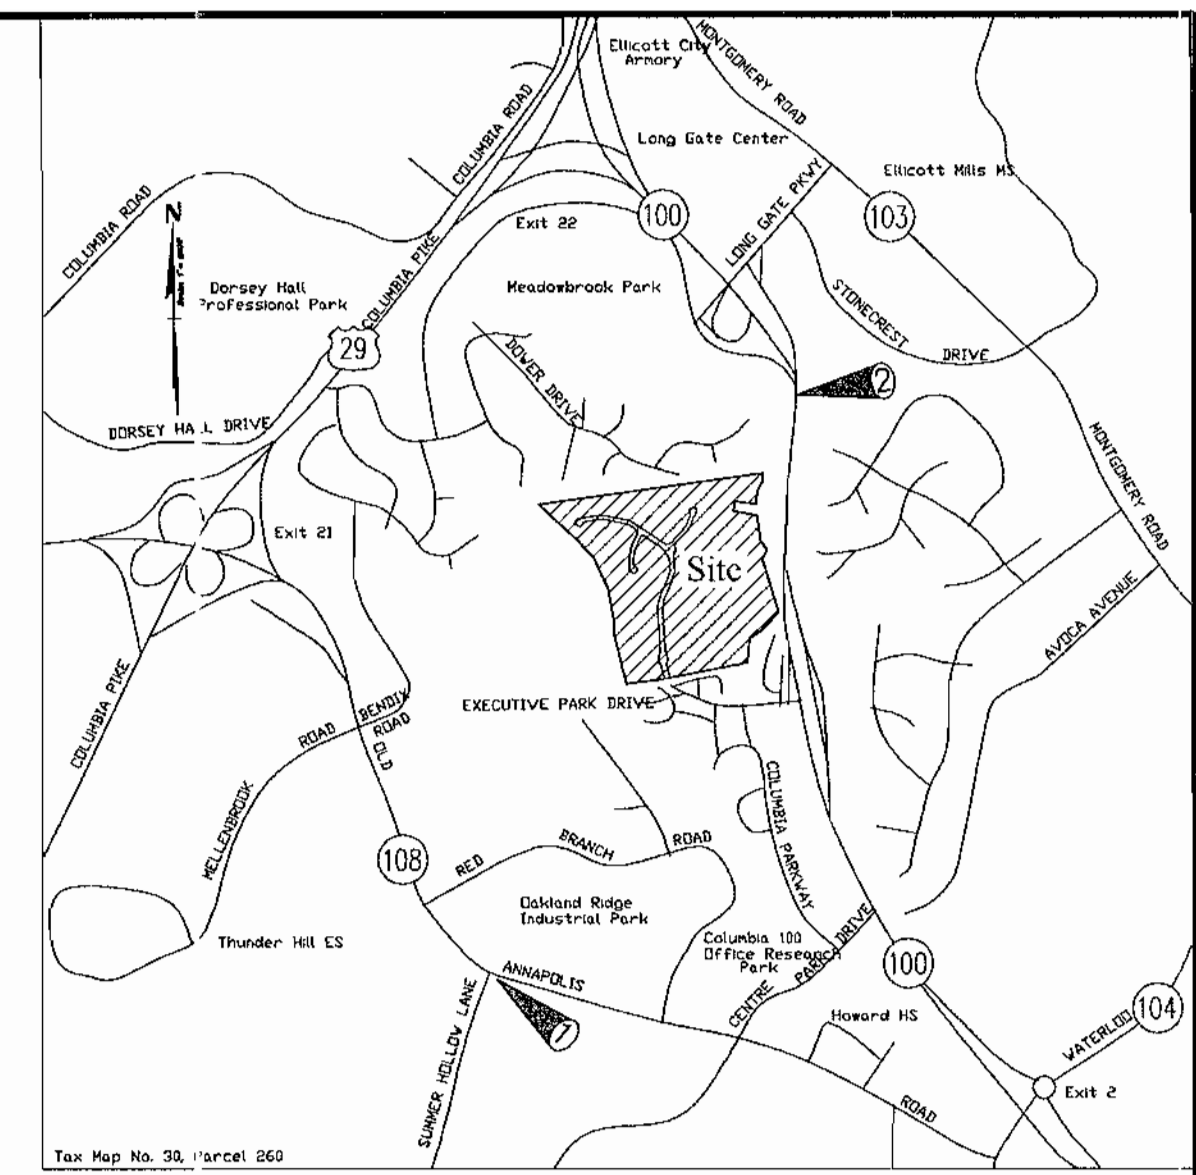 Ellicott City
Armory
MONTGOMERY ROAD
COLUMBIA ROAD
Long Gate Center
Ellicott Mills MS
LONG GATE PKWY
COLUMBIA ROAD
N
100
103
Exit 22
COLUMBIA PIKE
Dorsey Hall
Professional Park
Meadowbrook Park
STONECREST
DRIVE
29
DOWER DRIVE
2
DORSEY HALL DRIVE
MONTGOMERY ROAD
Exit 21
Site
AVOCA AVENUE
COLUMBIA PIKE
EXECUTIVE PARK DRIVE
BENDIX
ROAD
ROAD
OLD
MELLENBROOK
COLUMBIA PARKWAY
108
RED
BRANCH
ROAD
Oakland Ridge
Industrial Park
Thunder Hill ES
Columbia 100
Office Research
Park
CENTRE PARK DRIVE
100
ANNAPOLIS
SUMMER HOLLOW LANE
1
Howard HS
WATERLOO
104
Exit 2
ROAD
Tax Map No. 30, Parcel 260